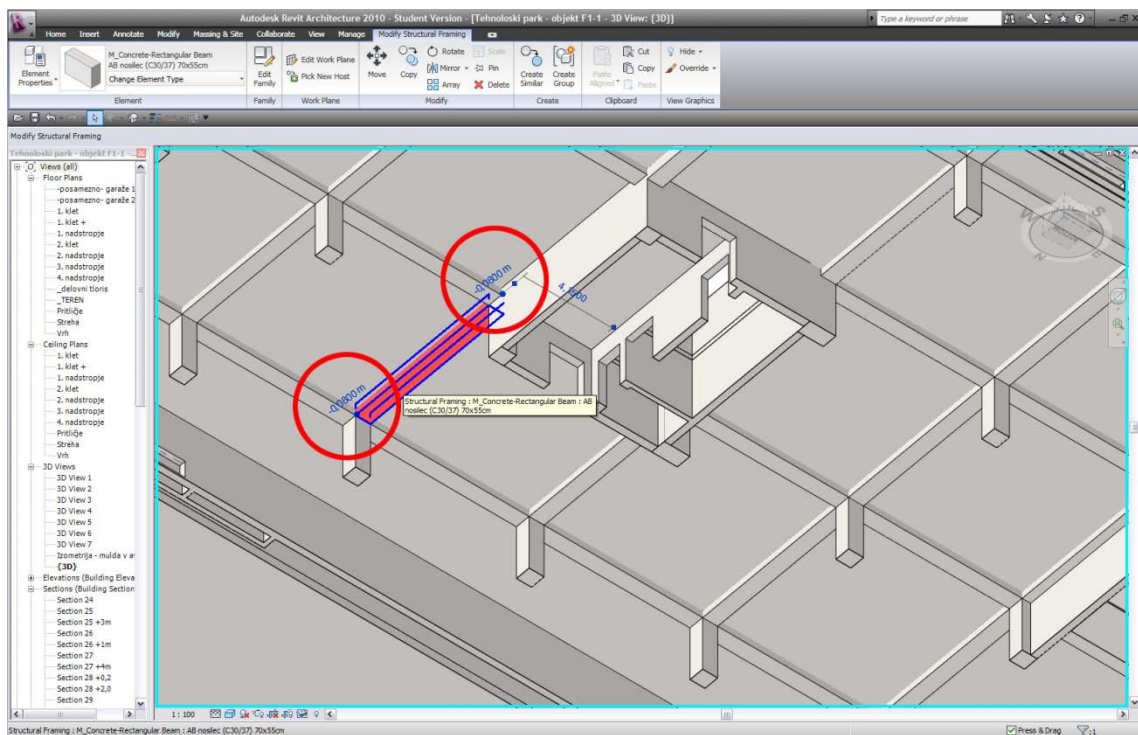 Autodesk Revit Architecture 2010 - Student Version - [Tehnoloski park - objekt F1-1 - 3D View: {3D}]
Type a keyword or phrase
Home Insert Annotate Modify Massing & Site Collaborate View Manage Modify Structural Framing
Element Properties
M_Concrete-Rectangular Beam
AB nosilec (C30/37) 70x55cm
Change Element Type
Edit Family
Edit Work Plane
Pick New Host
Move
Copy
Rotate
Scale
Mirror
Pin
Array
Delete
Create Similar
Create Group
Paste Aligned
Cut
Copy
Paste
Hide
Override
Element Family Work Plane Modify Create Clipboard View Graphics
Modify Structural Framing
Tehnoloski park - objekt F1-1 -...
Views (all)
Floor Plans
-posamezno- garaže 1
-posamezno- garaže 2
1. klet
1. klet +
1. nadstropje
2. klet
2. nadstropje
3. nadstropje
4. nadstropje
_delovni tloris
_TEREN
Pritličje
Streha
Vrh
Ceiling Plans
1. klet
1. klet +
1. nadstropje
2. klet
2. nadstropje
3. nadstropje
4. nadstropje
Pritličje
Streha
Vrh
3D Views
3D View 1
3D View 2
3D View 3
3D View 4
3D View 5
3D View 6
3D View 7
Izometrija - mulda v a
{3D}
Elevations (Building Eleva
Sections (Building Section
Section 24
Section 25
Section 25 +3m
Section 26
Section 26 +1m
Section 27
Section 27 +4m
Section 28 +0,2
Section 28 +2,0
Section 29
-0,0800 m
-0,0800 m
Structural Framing : M_Concrete-Rectangular Beam : AB
nosilec (C30/37) 70x55cm
W S
N E
1 : 100
Structural Framing : M_Concrete-Rectangular Beam : AB nosilec (C30/37) 70x55cm
Press & Drag
:1